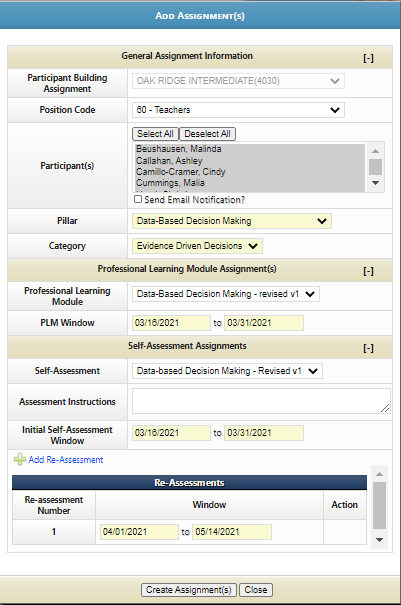 ADD ASSIGNMENT(S)
General Assignment Information [-]
Participant Building Assignment OAK RIDGE INTERMEDIATE(4030)
Position Code 60 - Teachers
Select All Deselect All
Participant(s)
Beushausen, Malinda
Callahan, Ashley
Camillo-Cramer, Cindy
Cummings, Malia
Send Email Notification?
Pillar Data-Based Decision Making
Category Evidence Driven Decisions
Professional Learning Module Assignment(s) [-]
Professional Learning Module Data-Based Decision Making - revised v1
PLM Window 03/16/2021 to 03/31/2021
Self-Assessment Assignments [-]
Self-Assessment Data-based Decision Making - Revised v1
Assessment Instructions
Initial Self-Assessment Window 03/16/2021 to 03/31/2021
Add Re-Assessment
Re-Assessments
Re-assessment Number Window Action
1 04/01/2021 to 05/14/2021
Create Assignment(s) Close